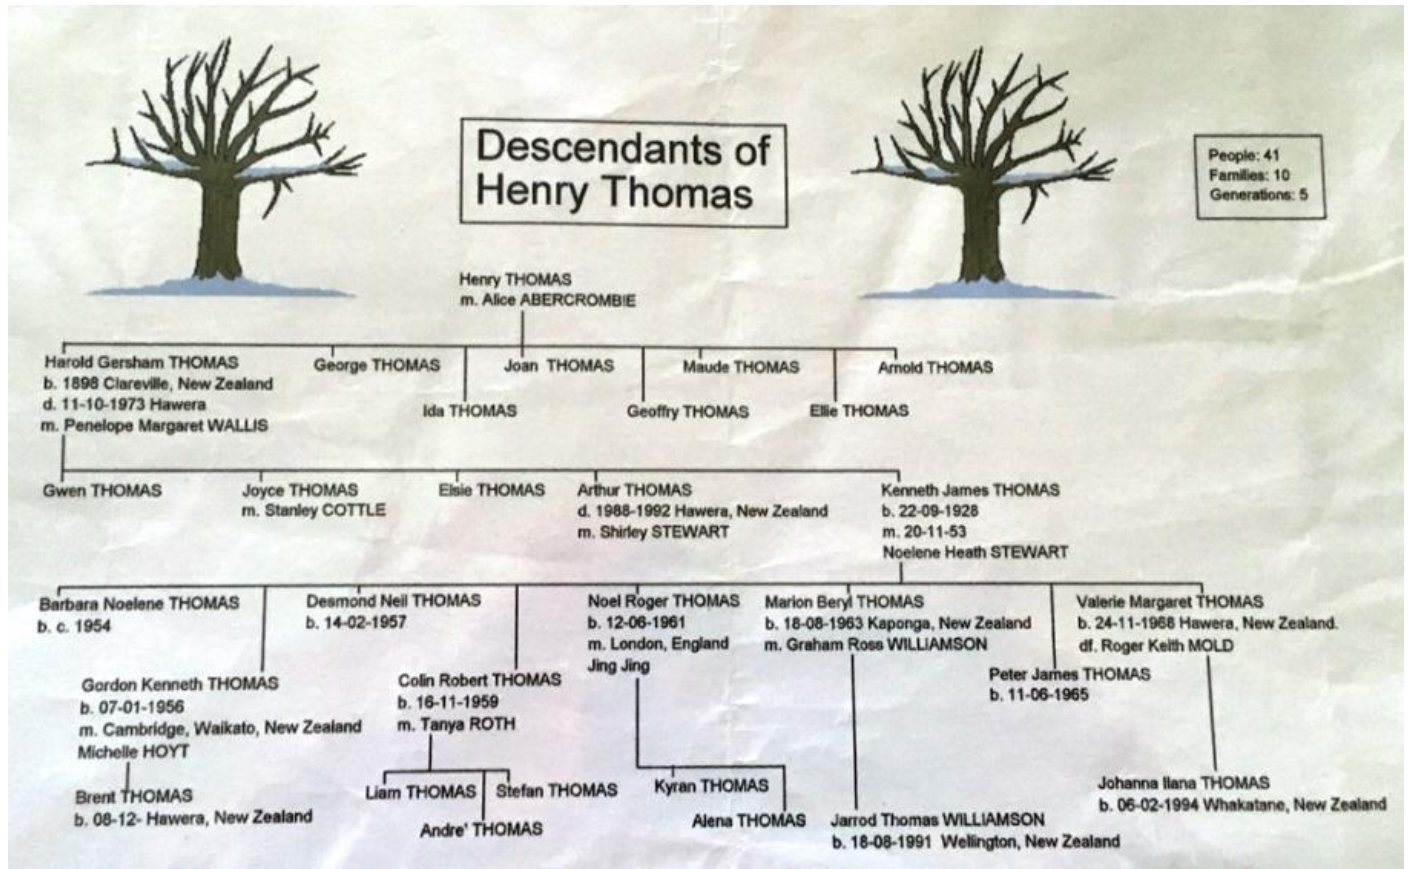 Descendants of
Henry Thomas
People: 41
Families: 10
Generations: 5
Henry THOMAS
m. Alice ABERCROMBIE
Harold Gersham THOMAS
b. 1898 Clareville, New Zealand
d. 11-10-1973 Hawera
m. Penelope Margaret WALLIS
George THOMAS
Ida THOMAS
Joan THOMAS
Geoffry THOMAS
Maude THOMAS
Ellie THOMAS
Arnold THOMAS
Gwen THOMAS
Joyce THOMAS
m. Stanley COTTLE
Elsie THOMAS
Arthur THOMAS
d. 1988-1992 Hawera, New Zealand
m. Shirley STEWART
Kenneth James THOMAS
b. 22-09-1928
m. 20-11-53
Noelene Heath STEWART
Barbara Noelene THOMAS
b. c. 1954
Gordon Kenneth THOMAS
b. 07-01-1956
m. Cambridge, Waikato, New Zealand
Michelle HOYT
Desmond Neil THOMAS
b. 14-02-1957
Colin Robert THOMAS
b. 16-11-1959
m. Tanya ROTH
Noel Roger THOMAS
b. 12-06-1961
m. London, England
Jing Jing
Marion Beryl THOMAS
b. 18-08-1963 Kaponga, New Zealand
m. Graham Ross WILLIAMSON
Peter James THOMAS
b. 11-06-1965
Valerie Margaret THOMAS
b. 24-11-1968 Hawera, New Zealand.
df. Roger Keith MOLD
Brent THOMAS
b. 08-12- Hawera, New Zealand
Liam THOMAS
Andre' THOMAS
Stefan THOMAS
Kyran THOMAS
Alena THOMAS
Jarrod Thomas WILLIAMSON
b. 18-08-1991 Wellington, New Zealand
Johanna Ilana THOMAS
b. 06-02-1994 Whakatane, New Zealand